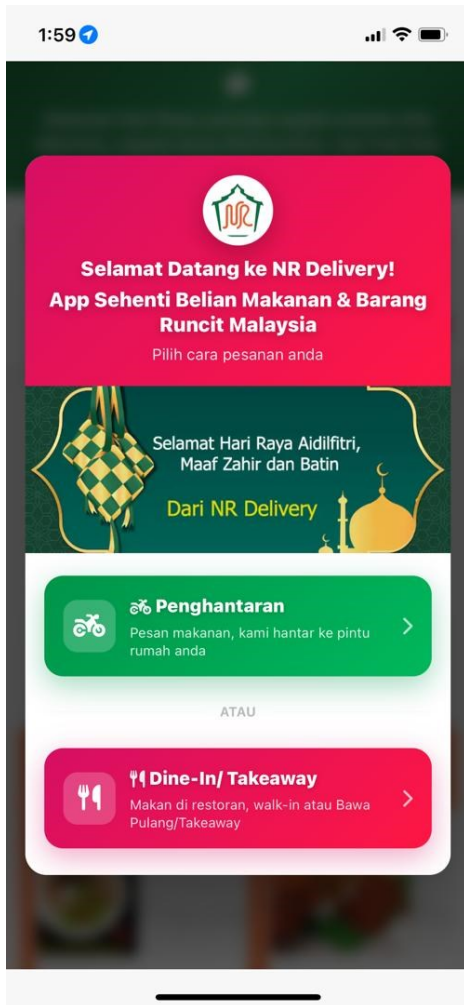 1:59
NR
Selamat Datang ke NR Delivery!
App Sehenti Belian Makanan & Barang
Runcit Malaysia
Pilih cara pesanan anda
Selamat Hari Raya Aidilfitri,
Maaf Zahir dan Batin
Dari NR Delivery
Penghantaran
Pesan makanan, kami hantar ke pintu
rumah anda
ATAU
Dine-In/ Takeaway
Makan di restoran, walk-in atau Bawa
Pulang/Takeaway